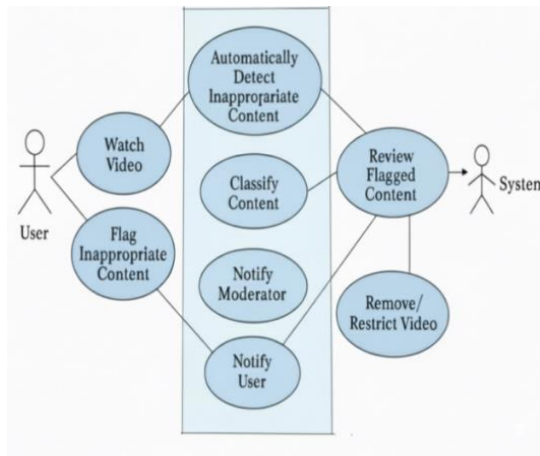 Automatically
Detect
Inapproṗariate
Content
Watch
Video
Classify
Content
Review
Flagged
Content
User
System
Flag
Inappropriate
Content
Notify
Moderator
Remove/
Restrict Video
Notify
User